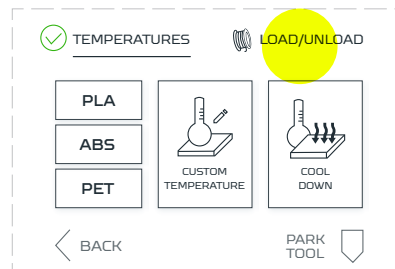 TEMPERATURES
LOAD/UNLOAD
PLA
ABS
PET
CUSTOM
TEMPERATURE
COOL
DOWN
BACK
PARK
TOOL